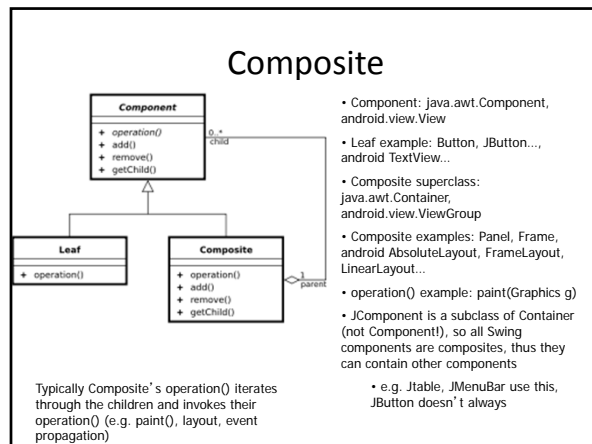 Composite
Component
+ operation()
+ add()
+ remove()
+ getChild()
0..*
child
Leaf
+ operation()
Composite
+ operation()
+ add()
+ remove()
+ getChild()
1
parent
Typically Composite's operation() iterates
through the children and invokes their
operation() (e.g. paint(), layout, event
propagation)
• Component: java.awt.Component,
android.view.View
• Leaf example: Button, JButton...,
android TextView...
• Composite superclass:
java.awt.Container,
android.view.ViewGroup
• Composite examples: Panel, Frame,
android AbsoluteLayout, FrameLayout,
LinearLayout...
• operation() example: paint(Graphics g)
• JComponent is a subclass of Container
(not Component!), so all Swing
components are composites, thus they
can contain other components
• e.g. Jtable, JMenuBar use this,
JButton doesn't always